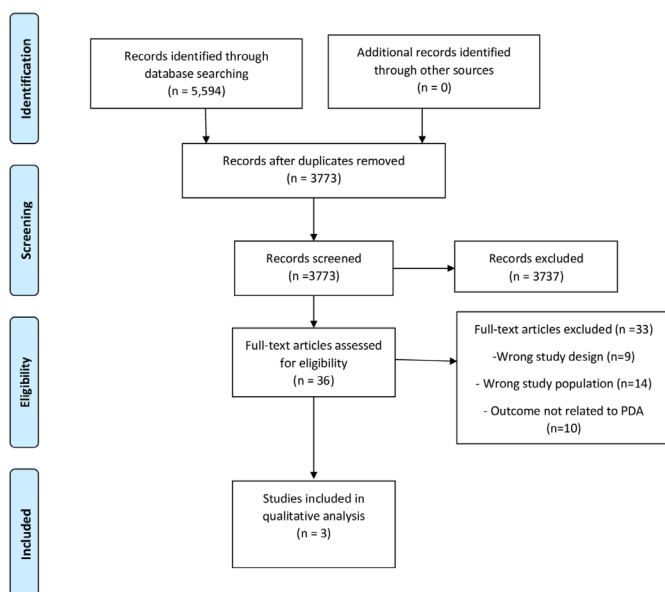 Identification
Records identified through
database searching
(n = 5,594)
Additional records identified
through other sources
(n = 0)
Records after duplicates removed
(n = 3773)
Screening
Records screened
(n =3773)
Records excluded
(n = 3737)
Eligibility
Full-text articles assessed
for eligibility
(n = 36)
Full-text articles excluded (n =33)
-Wrong study design (n=9)
- Wrong study population (n=14)
- Outcome not related to PDA
(n=10)
Included
Studies included in
qualitative analysis
(n = 3)